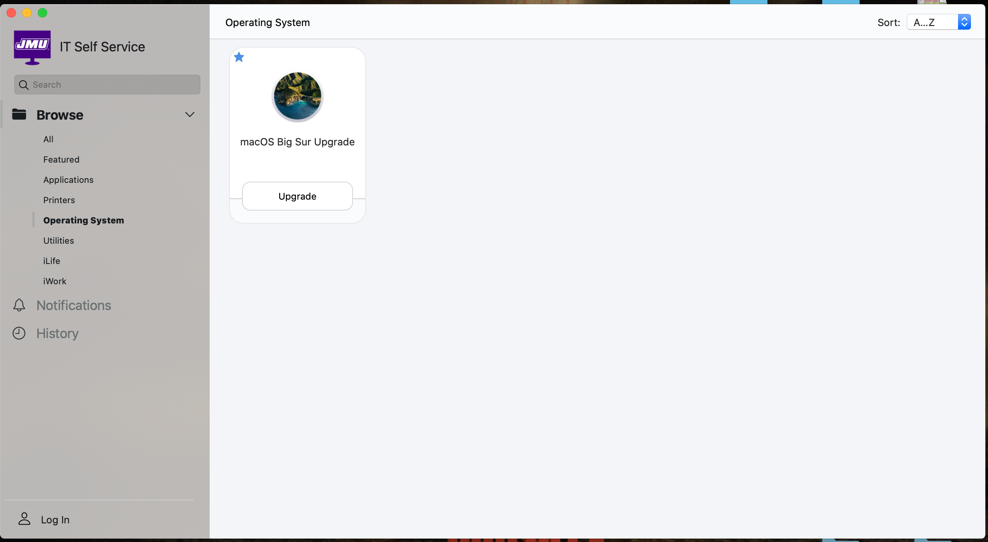 JMU
IT Self Service
Search
Browse
All
Featured
Applications
Printers
Operating System
Utilities
iLife
iWork
Notifications
History
Log In
Operating System
Sort: A...Z
macOS Big Sur Upgrade
Upgrade